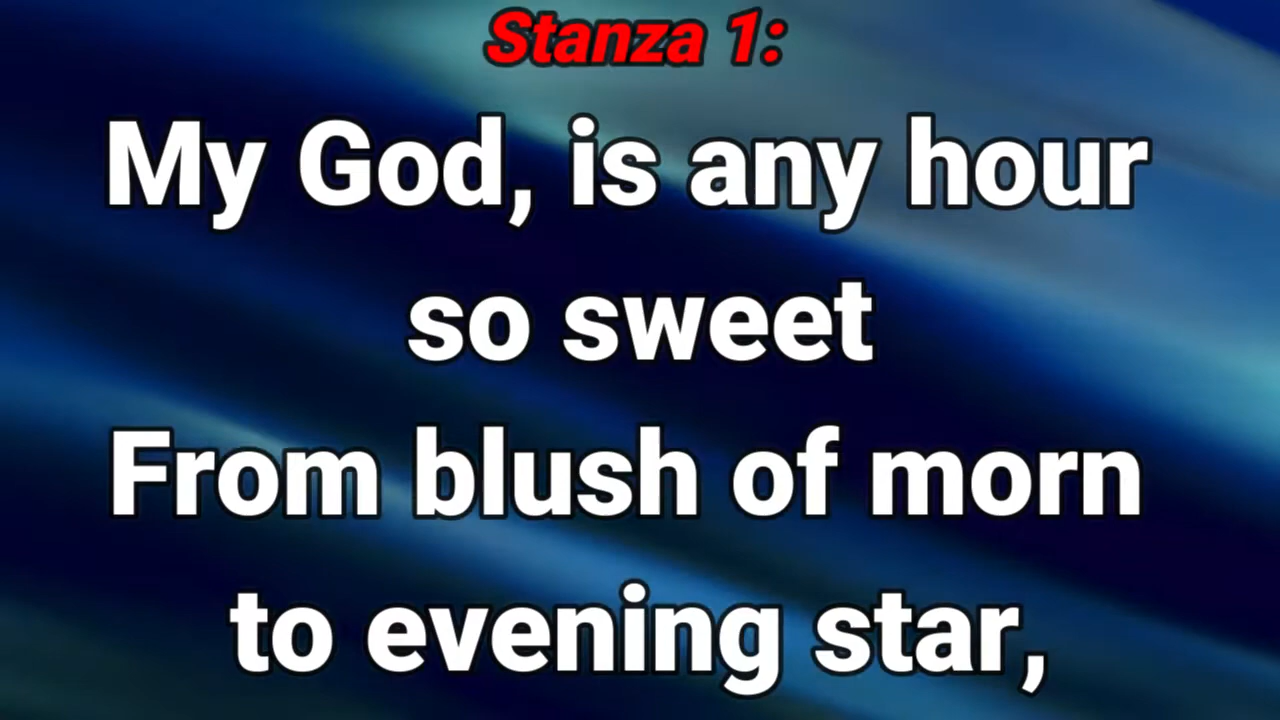 Stanza 1:
My God, is any hour
so sweet
From blush of morn
to evening star,